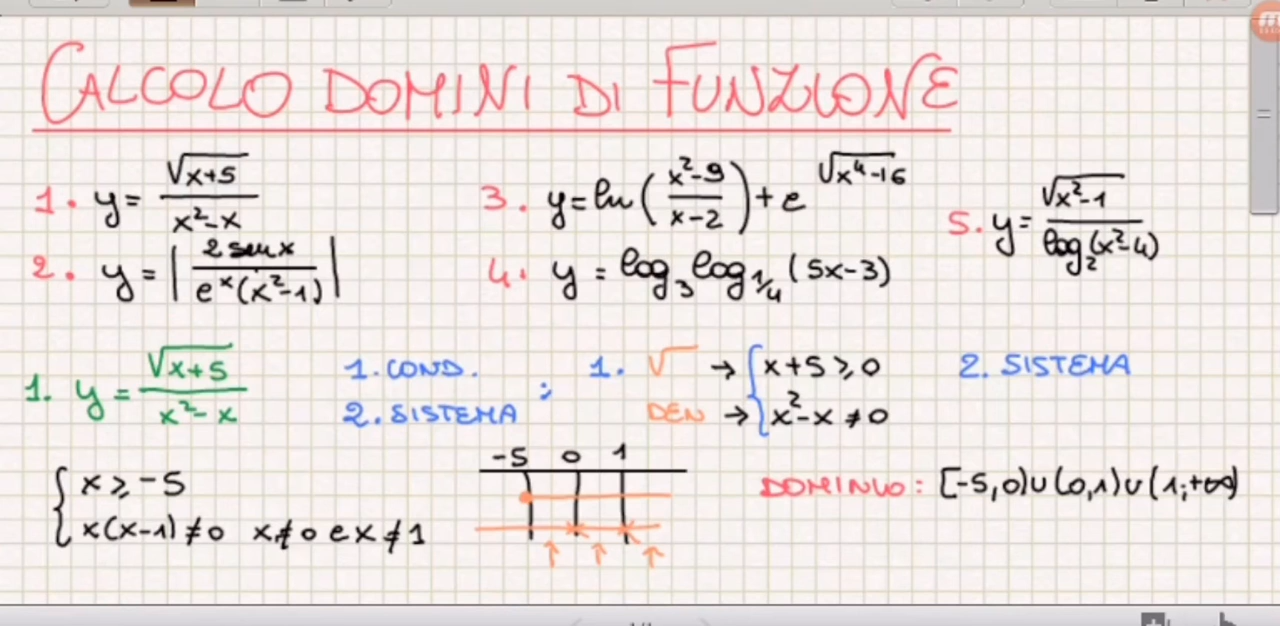 CALCOLO DOMINI DI FUNZIONE
1. y = √(x+5) / (x²-x)
2. y = | 2 sen x / (eˣ(x²-1)) |
3. y = ln( (x²-9) / (x-2) ) + e^√(x⁴-16)
4. y = log₃ log₁/₄ (5x-3)
5. y = √(x²-1) / log₂(x²-4)
1. y = √(x+5) / (x²-x)
1. COND.
2. SISTEMA ;
1. √ → { x+5 ⩾ 0
DEN → { x²-x ≠ 0
2. SISTEMA
{ x ⩾ -5
{ x(x-1) ≠ 0 x ≠ 0 e x ≠ 1
-5 0 1
DOMINIO: [-5,0)∪(0,1)∪(1;+∞)